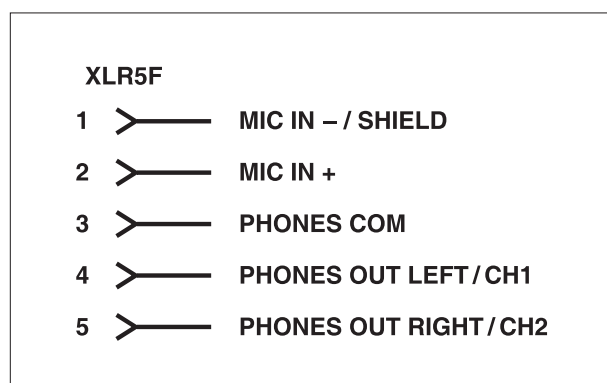 XLR5F
1 MIC IN – / SHIELD
2 MIC IN +
3 PHONES COM
4 PHONES OUT LEFT / CH1
5 PHONES OUT RIGHT / CH2